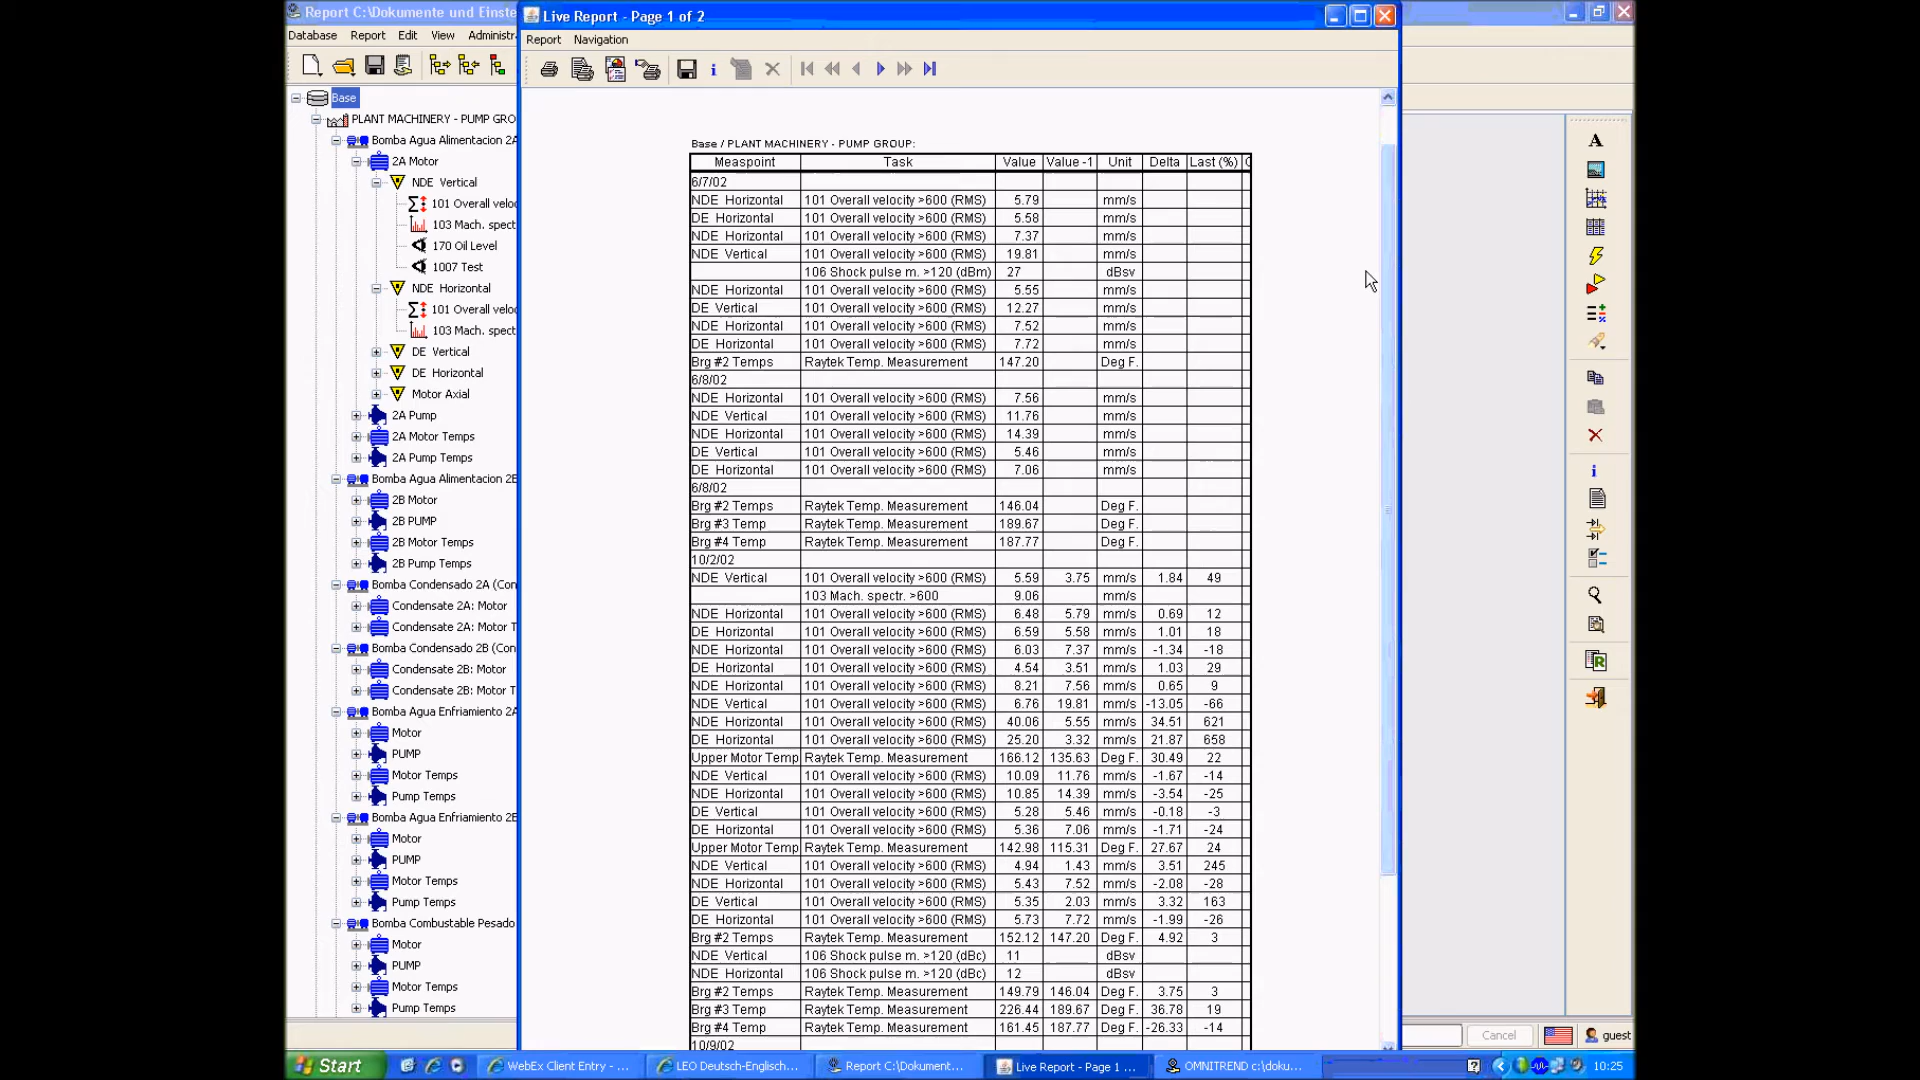 Report C:\Dokumente und Einste
Database Report Edit View Administr
Base
PLANT MACHINERY - PUMP GRO
Bomba Agua Alimentacion 2A
2A Motor
NDE Vertical
101 Overall veloc
103 Mach. spect
170 Oil Level
1007 Test
NDE Horizontal
101 Overall veloc
103 Mach. spect
DE Vertical
DE Horizontal
Motor Axial
2A Pump
2A Motor Temps
2A Pump Temps
Bomba Agua Alimentacion 2B
2B Motor
2B PUMP
2B Motor Temps
2B Pump Temps
Bomba Condensado 2A (Con
Condensate 2A: Motor
Condensate 2A: Motor T
Bomba Condensado 2B (Con
Condensate 2B: Motor
Condensate 2B: Motor T
Bomba Agua Enfriamiento 2A
Motor
PUMP
Motor Temps
Pump Temps
Bomba Agua Enfriamiento 2B
Motor
PUMP
Motor Temps
Pump Temps
Bomba Combustable Pesado
Motor
PUMP
Motor Temps
Pump Temps
Live Report - Page 1 of 2
Report Navigation
Base / PLANT MACHINERY - PUMP GROUP:
Measpoint Task Value Value -1 Unit Delta Last (%)
6/7/02
NDE Horizontal 101 Overall velocity >600 (RMS) 5.79 mm/s
DE Horizontal 101 Overall velocity >600 (RMS) 5.58 mm/s
NDE Horizontal 101 Overall velocity >600 (RMS) 7.37 mm/s
NDE Vertical 101 Overall velocity >600 (RMS) 19.81 mm/s
106 Shock pulse m. >120 (dBm) 27 dBsv
NDE Horizontal 101 Overall velocity >600 (RMS) 5.55 mm/s
DE Vertical 101 Overall velocity >600 (RMS) 12.27 mm/s
NDE Horizontal 101 Overall velocity >600 (RMS) 7.52 mm/s
DE Horizontal 101 Overall velocity >600 (RMS) 7.72 mm/s
Brg #2 Temps Raytek Temp. Measurement 147.20 Deg F.
6/8/02
NDE Horizontal 101 Overall velocity >600 (RMS) 7.56 mm/s
NDE Vertical 101 Overall velocity >600 (RMS) 11.76 mm/s
NDE Horizontal 101 Overall velocity >600 (RMS) 14.39 mm/s
DE Vertical 101 Overall velocity >600 (RMS) 5.46 mm/s
DE Horizontal 101 Overall velocity >600 (RMS) 7.06 mm/s
6/8/02
Brg #2 Temps Raytek Temp. Measurement 146.04 Deg F.
Brg #3 Temp Raytek Temp. Measurement 189.67 Deg F.
Brg #4 Temp Raytek Temp. Measurement 187.77 Deg F.
10/2/02
NDE Vertical 101 Overall velocity >600 (RMS) 5.59 3.75 mm/s 1.84 49
103 Mach. spectr. >600 9.06 mm/s
NDE Horizontal 101 Overall velocity >600 (RMS) 6.48 5.79 mm/s 0.69 12
DE Horizontal 101 Overall velocity >600 (RMS) 6.59 5.58 mm/s 1.01 18
NDE Horizontal 101 Overall velocity >600 (RMS) 6.03 7.37 mm/s -1.34 -18
DE Horizontal 101 Overall velocity >600 (RMS) 4.54 3.51 mm/s 1.03 29
NDE Horizontal 101 Overall velocity >600 (RMS) 8.21 7.56 mm/s 0.65 9
NDE Vertical 101 Overall velocity >600 (RMS) 6.76 19.81 mm/s -13.05 -66
NDE Horizontal 101 Overall velocity >600 (RMS) 40.06 5.55 mm/s 34.51 621
DE Horizontal 101 Overall velocity >600 (RMS) 25.20 3.32 mm/s 21.87 658
Upper Motor Temp Raytek Temp. Measurement 166.12 135.63 Deg F. 30.49 22
NDE Vertical 101 Overall velocity >600 (RMS) 10.09 11.76 mm/s -1.67 -14
NDE Horizontal 101 Overall velocity >600 (RMS) 10.85 14.39 mm/s -3.54 -25
DE Vertical 101 Overall velocity >600 (RMS) 5.28 5.46 mm/s -0.18 -3
DE Horizontal 101 Overall velocity >600 (RMS) 5.36 7.06 mm/s -1.71 -24
Upper Motor Temp Raytek Temp. Measurement 142.98 115.31 Deg F. 27.67 24
NDE Vertical 101 Overall velocity >600 (RMS) 4.94 1.43 mm/s 3.51 245
NDE Horizontal 101 Overall velocity >600 (RMS) 5.43 7.52 mm/s -2.08 -28
DE Vertical 101 Overall velocity >600 (RMS) 5.35 2.03 mm/s 3.32 163
DE Horizontal 101 Overall velocity >600 (RMS) 5.73 7.72 mm/s -1.99 -26
Brg #2 Temps Raytek Temp. Measurement 152.12 147.20 Deg F. 4.92 3
NDE Vertical 106 Shock pulse m. >120 (dBc) 11 dBsv
NDE Horizontal 106 Shock pulse m. >120 (dBc) 12 dBsv
Brg #2 Temps Raytek Temp. Measurement 149.79 146.04 Deg F. 3.75 3
Brg #3 Temp Raytek Temp. Measurement 226.44 189.67 Deg F. 36.78 19
Brg #4 Temp Raytek Temp. Measurement 161.45 187.77 Deg F. -26.33 -14
10/9/02
Cancel guest
Start WebEx Client Entry - ... LEO Deutsch-Englisch... Report C:\Dokument... Live Report - Page 1 ... OMNITREND c:\doku... 10:25